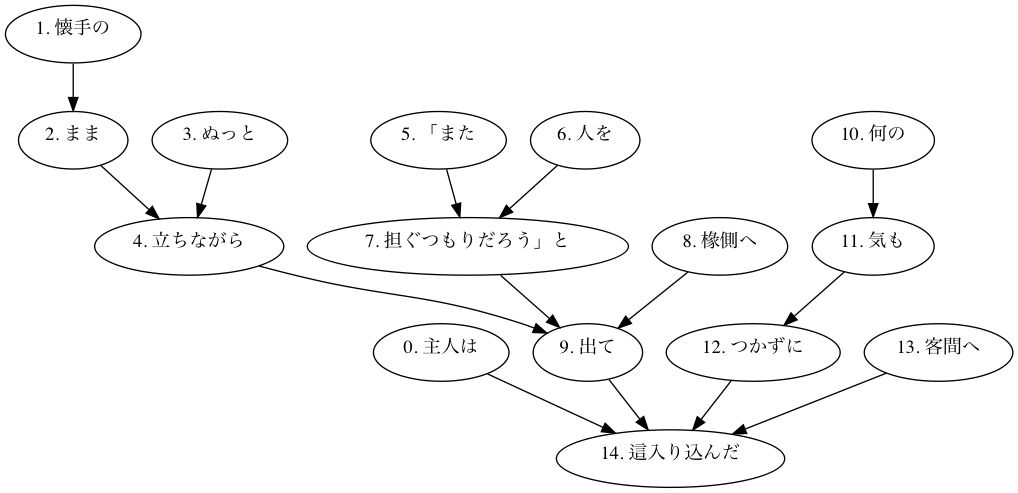 1. 懐手の
2. まま
3. ぬっと
5. 「また
6. 人を
10. 何の
4. 立ちながら
7. 担ぐつもりだろう」と
8. 椽側へ
11. 気も
0. 主人は
9. 出て
12. つかずに
13. 客間へ
14. 這入り込んだ